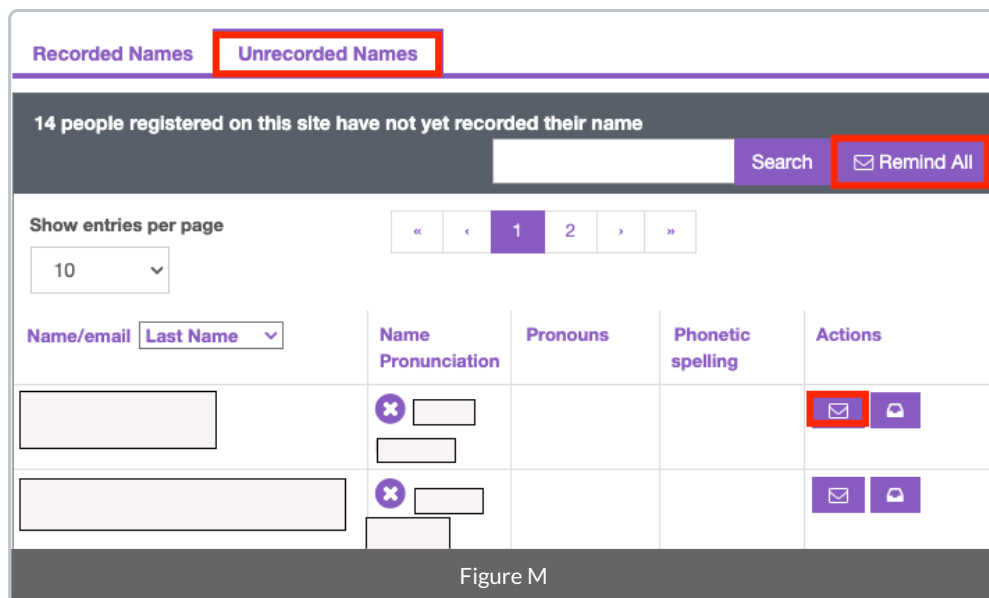 Recorded Names Unrecorded Names
14 people registered on this site have not yet recorded their name
Search Remind All
Show entries per page
« ‹ 1 2 › »
10
Name/email Last Name Name Pronunciation Pronouns Phonetic spelling Actions
Figure M